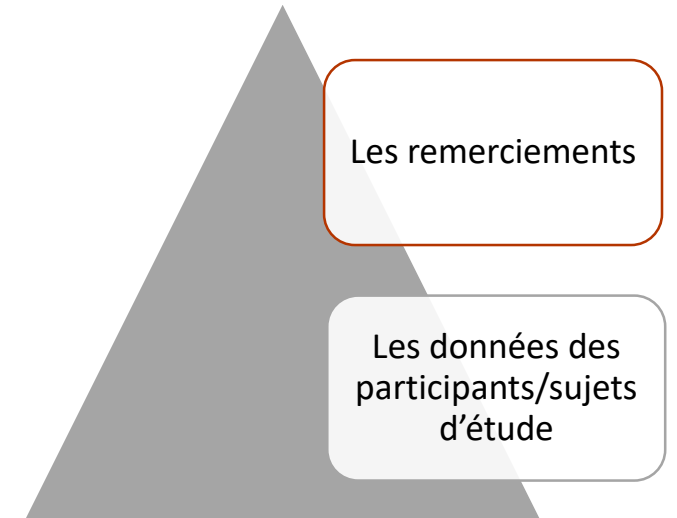 Les remerciements
Les données des
participants/sujets
d’étude